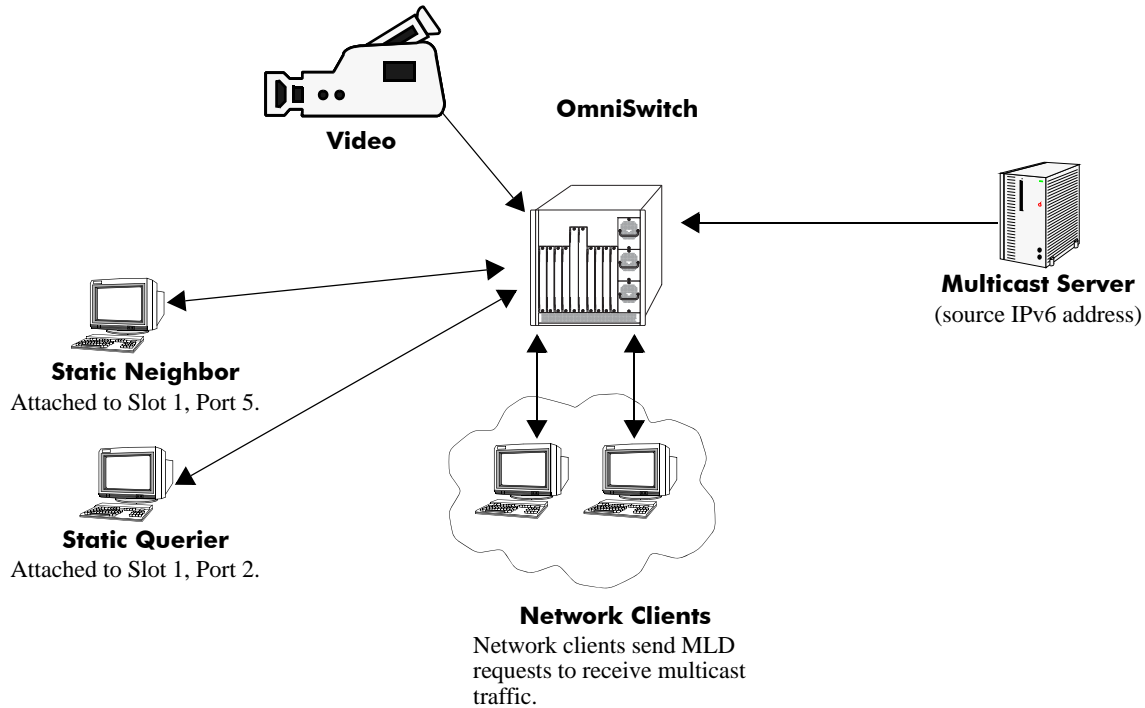 OmniSwitch
Video
Multicast Server
(source IPv6 address)
Static Neighbor
Attached to Slot 1, Port 5.
Static Querier
Attached to Slot 1, Port 2.
Network Clients
Network clients send MLD
requests to receive multicast
traffic.